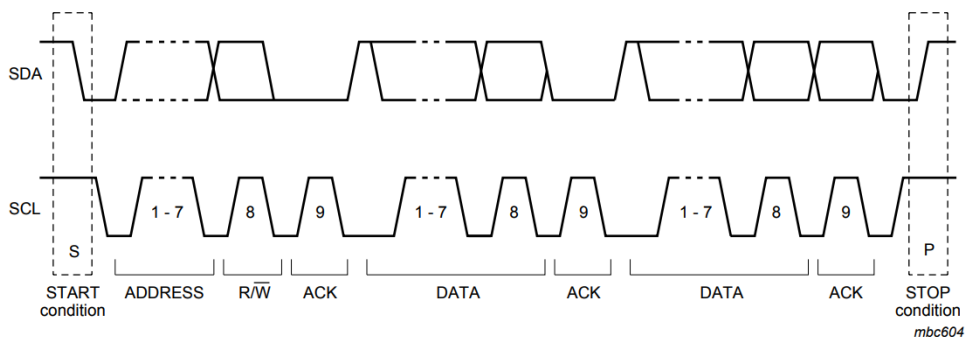 SDA
SCL
1 - 7
8
9
1 - 7
8
9
1 - 7
8
9
S
P
START
condition
ADDRESS
R/W̅
ACK
DATA
ACK
DATA
ACK
STOP
condition
mbc604